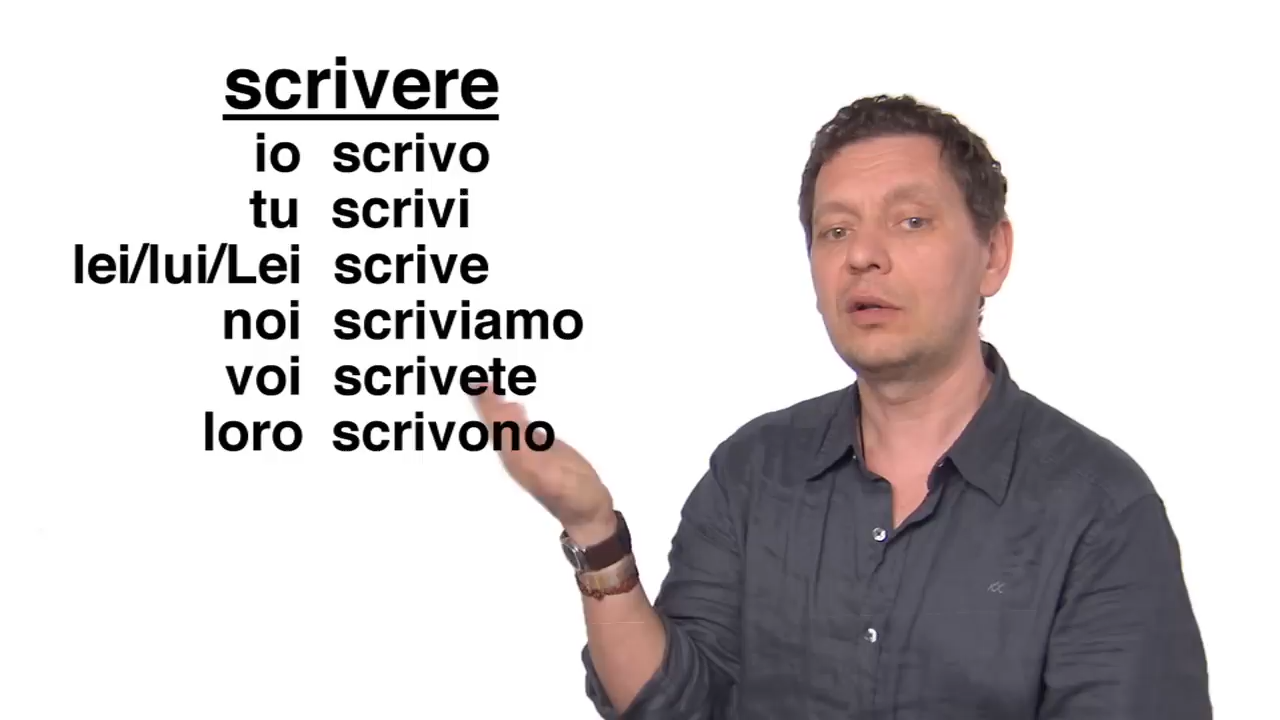 scrivere
io scrivo
tu scrivi
lei/lui/Lei scrive
noi scriviamo
voi scrivete
loro scrivono